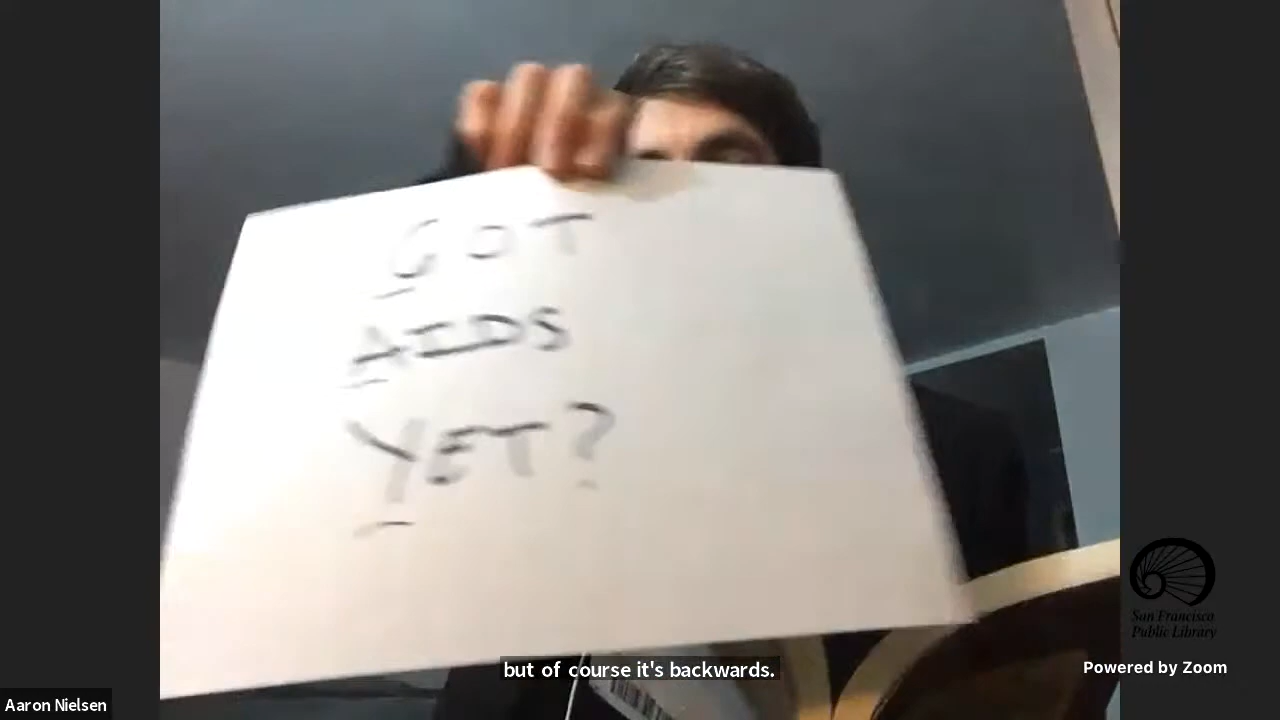 GOT
AIDS
YET?
but of course it's backwards.
San Francisco
Public Library
Powered by Zoom
Aaron Nielsen